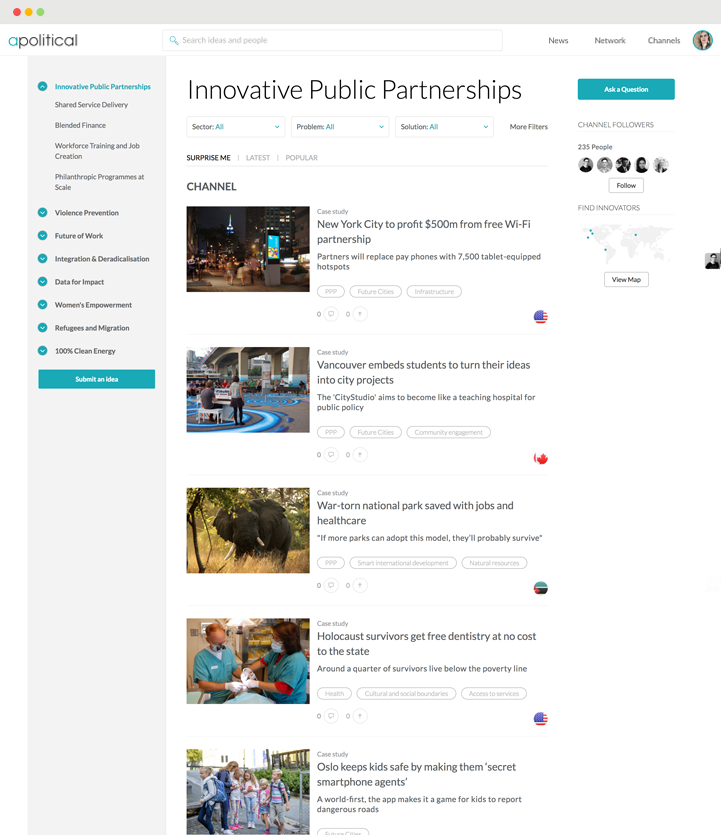 apolitical
Search ideas and people
News
Network
Channels
Innovative Public Partnerships
Shared Service Delivery
Blended Finance
Workforce Training and Job
Creation
Philanthropic Programmes at
Scale
Violence Prevention
Future of Work
Integration & Deradicalisation
Data for Impact
Women's Empowerment
Refugees and Migration
100% Clean Energy
Submit an idea
Innovative Public Partnerships
Sector: All
Problem: All
Solution: All
More Filters
SURPRISE ME | LATEST | POPULAR
CHANNEL
Case study
New York City to profit $500m from free Wi-Fi
partnership
Partners will replace pay phones with 7,500 tablet-equipped
hotspots
PPP
Future Cities
Infrastructure
0 0
Case study
Vancouver embeds students to turn their ideas
into city projects
The 'CityStudio' aims to become like a teaching hospital for
public policy
PPP
Future Cities
Community engagement
0 0
Case study
War-torn national park saved with jobs and
healthcare
"If more parks can adopt this model, they'll probably survive"
PPP
Smart international development
Natural resources
0 0
Case study
Holocaust survivors get free dentistry at no cost
to the state
Around a quarter of survivors live below the poverty line
Health
Cultural and social boundaries
Access to services
0 0
Case study
Oslo keeps kids safe by making them ‘secret
smartphone agents’
A world-first, the app makes it a game for kids to report
dangerous roads
Future Cities
Ask a Question
CHANNEL FOLLOWERS
235 People
Follow
FIND INNOVATORS
View Map